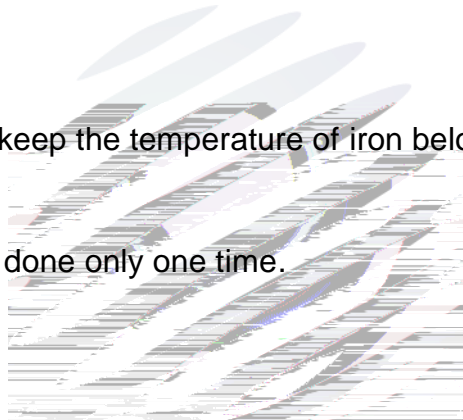 keep the temperature of iron belo
done only one time.